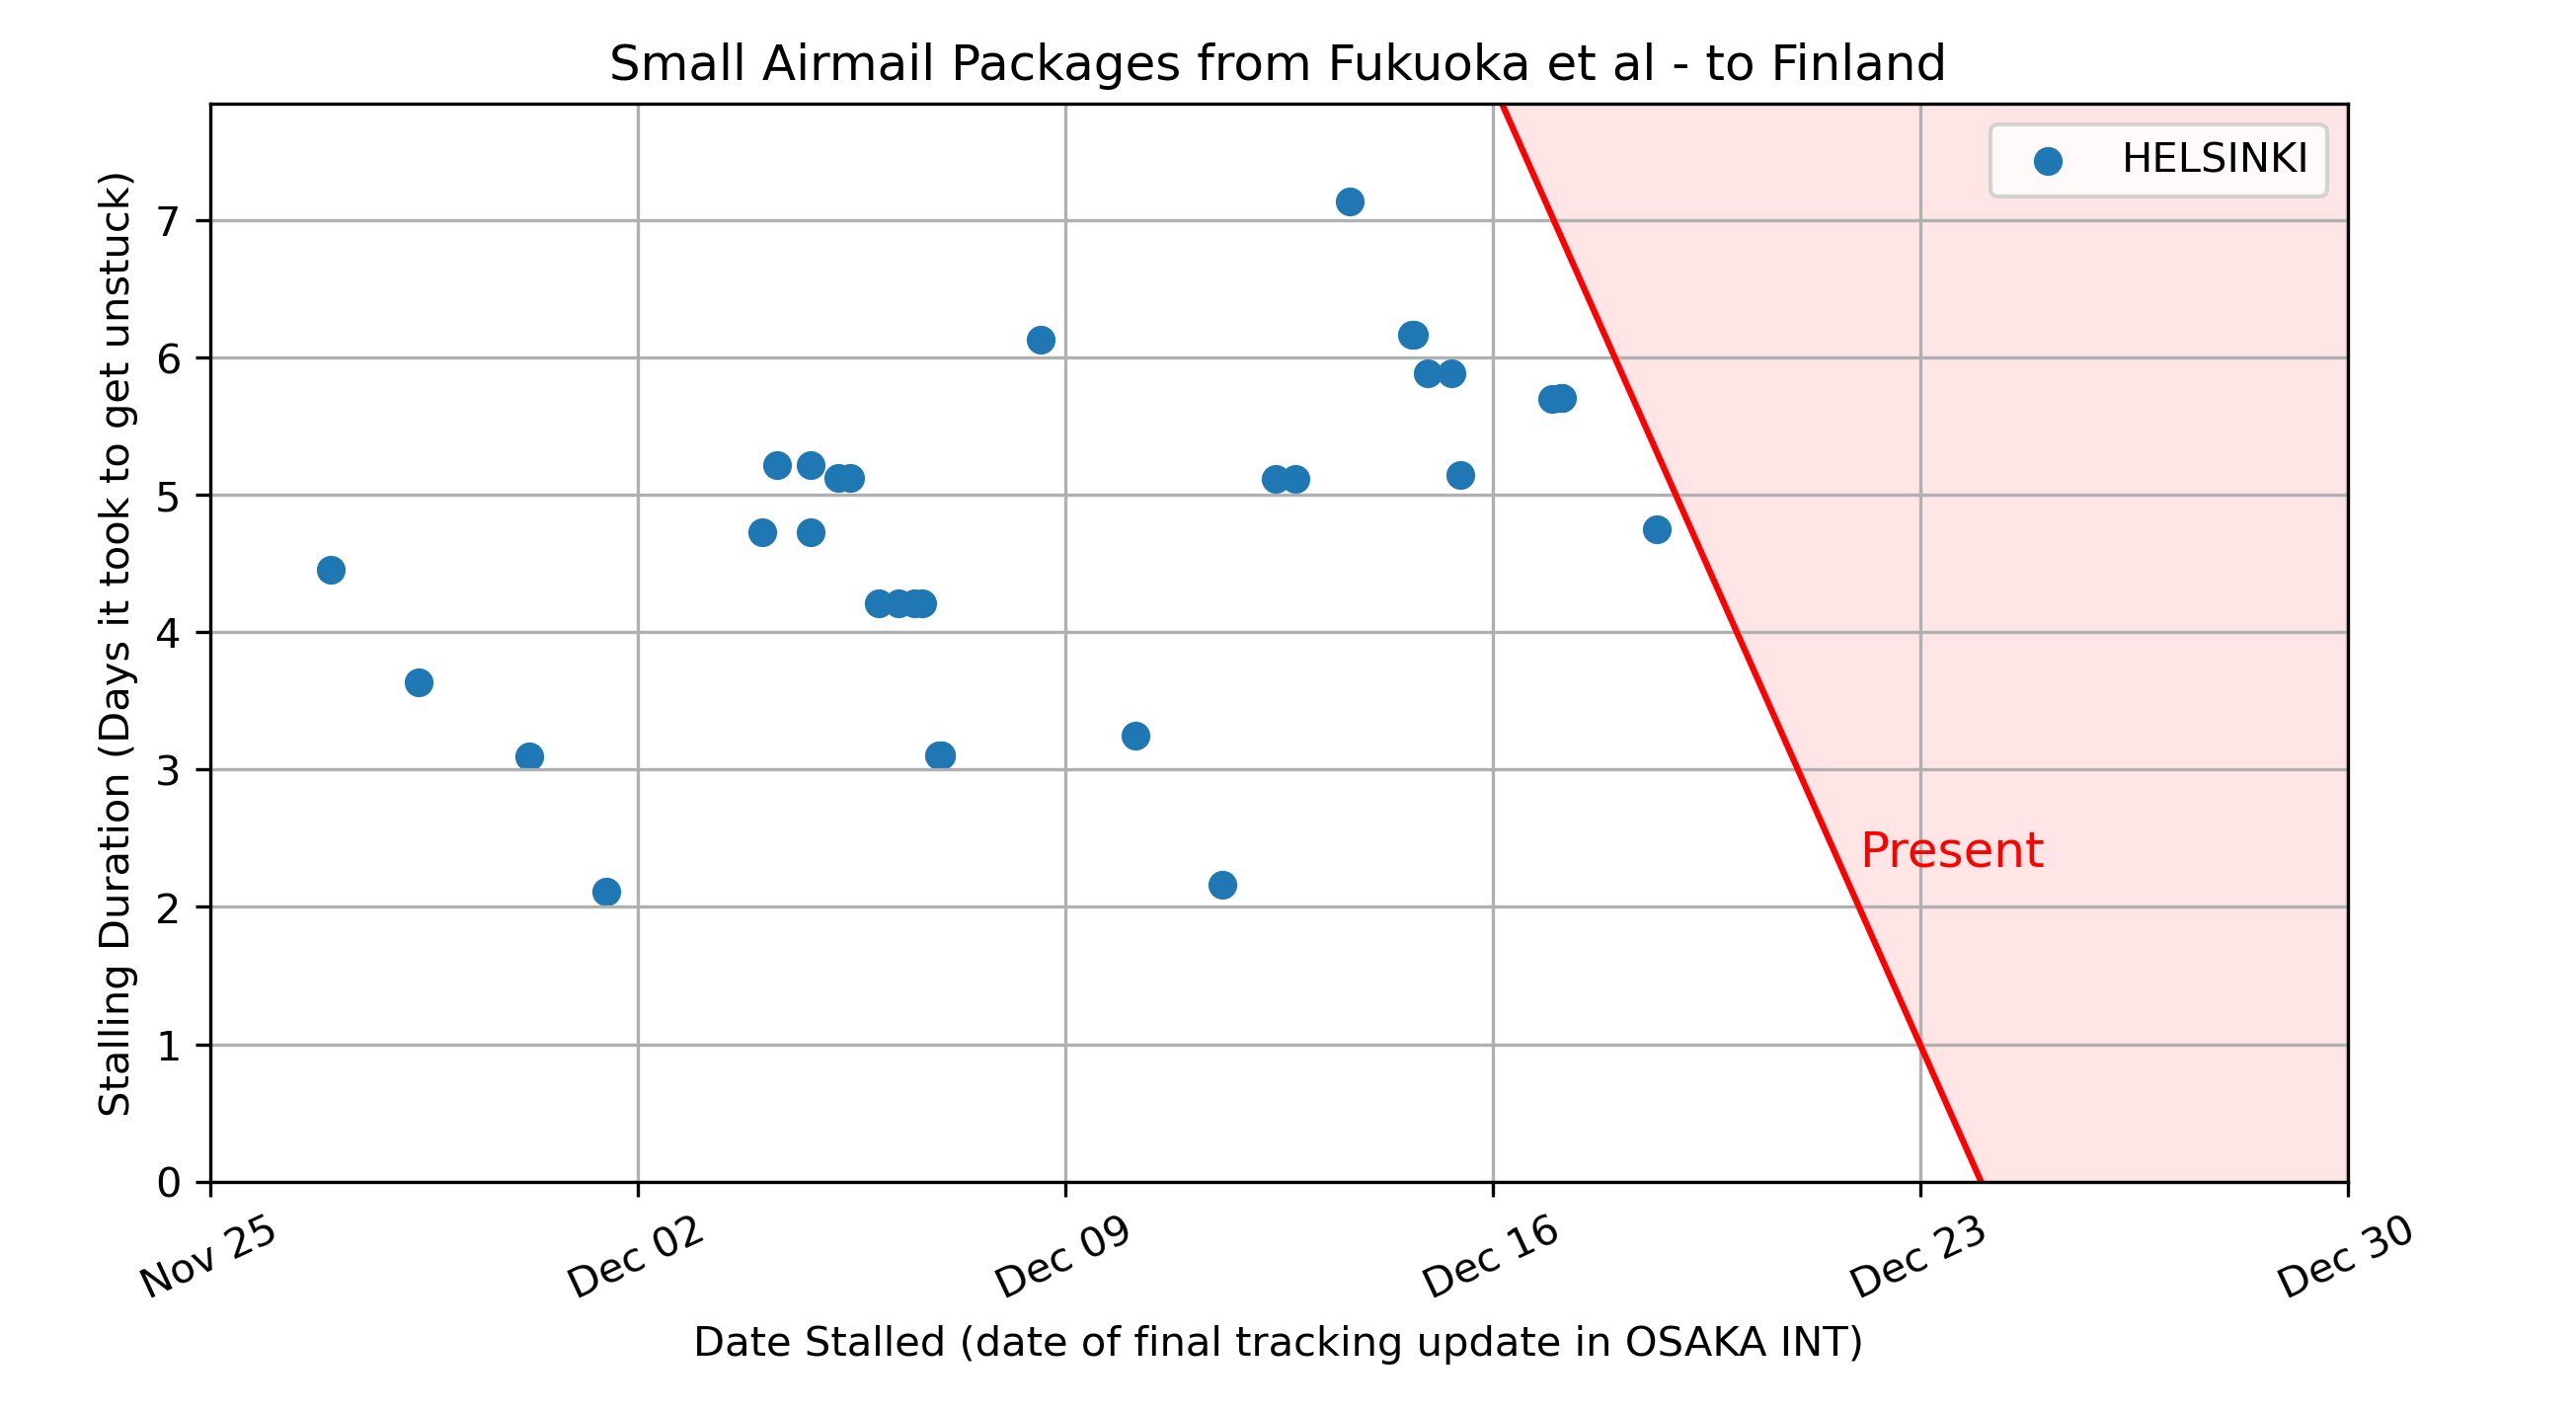 Small Airmail Packages from Fukuoka et al - to Finland
HELSINKI
Stalling Duration (Days it took to get unstuck)
7
6
5
4
3
2
1
0
Present
Nov 25
Dec 02
Dec 09
Dec 16
Dec 23
Dec 30
Date Stalled (date of final tracking update in OSAKA INT)